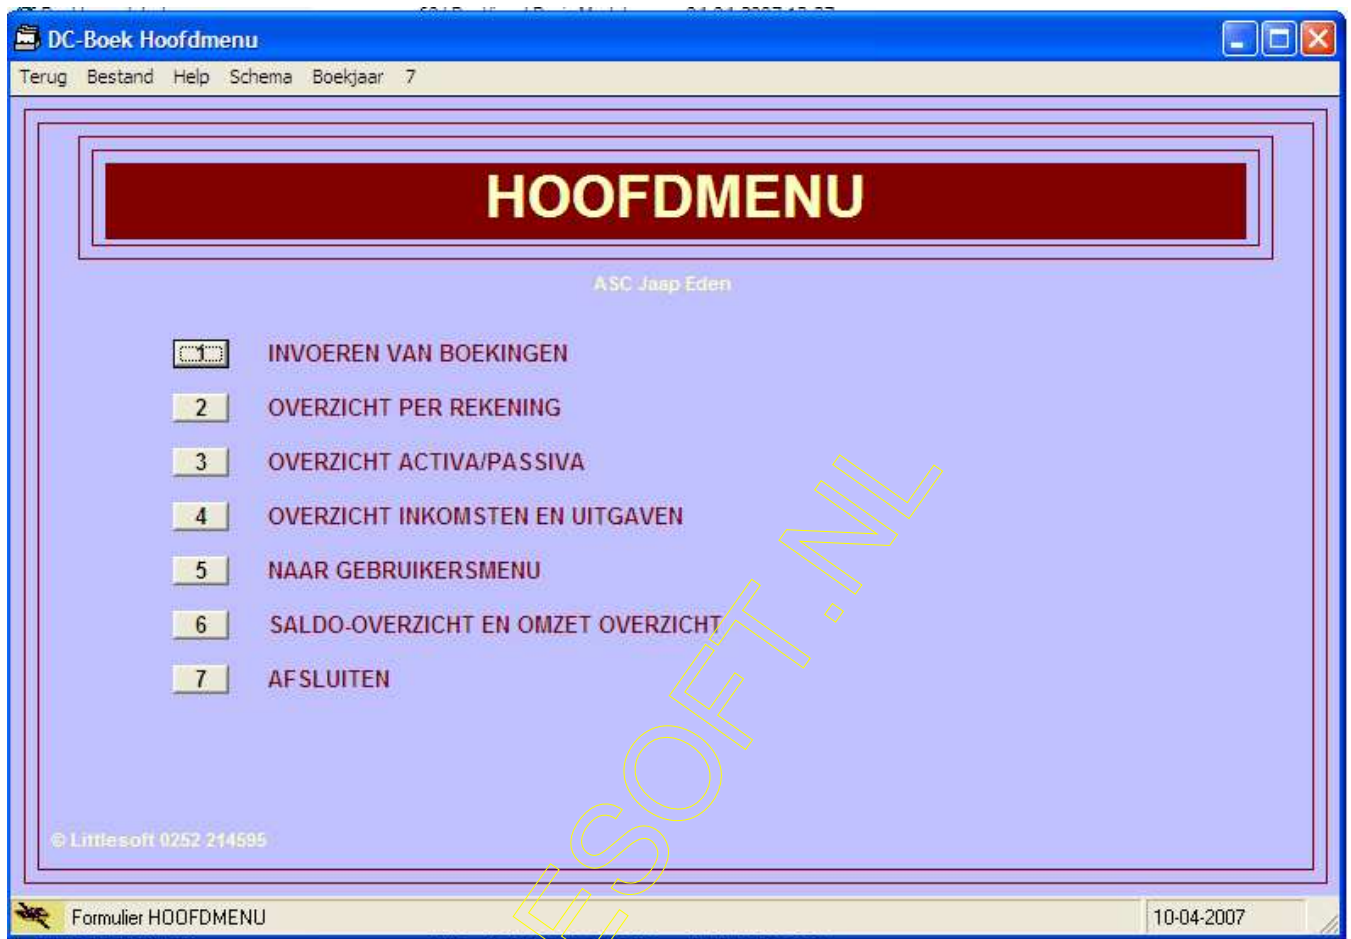 DC-Boek Hoofdmenu
Terug Bestand Help Schema Boekjaar 7
HOOFDMENU
ASC Jaap Eden
1 INVOEREN VAN BOEKINGEN
2 OVERZICHT PER REKENING
3 OVERZICHT ACTIVA/PASSIVA
4 OVERZICHT INKOMSTEN EN UITGAVEN
5 NAAR GEBRUIKERSMENU
6 SALDO-OVERZICHT EN OMZET OVERZICHT
7 AFSLUITEN
© Littlesoft 0252 214595
Formulier HOOFDMENU 10-04-2007
ESOFT.NL